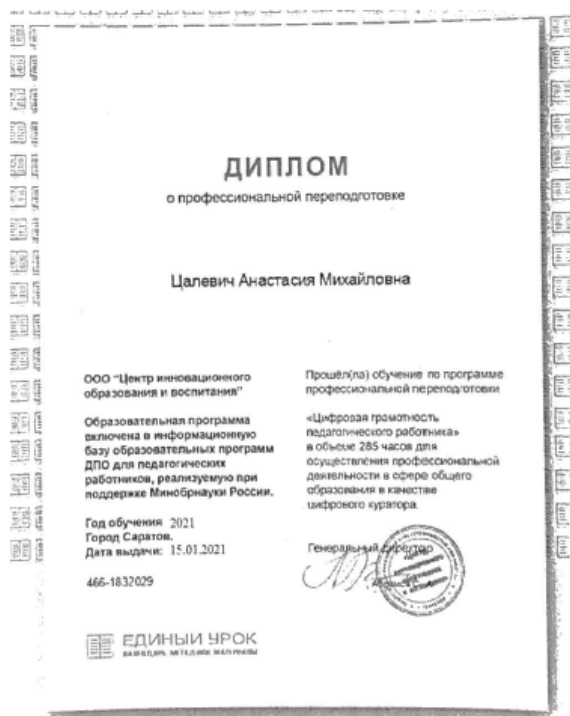 ДИПЛОМ
о профессиональной переподготовке
Цалевич Анастасия Михайловна
ООО "Центр инновационного
образования и воспитания"
Образовательная программа
включена в информационную
базу образовательных программ
ДПО для педагогических
работников, реализуемую при
поддержке Минобрнауки России.
Год обучения 2021
Город Саратов.
Дата выдачи: 15.01.2021
466-1832029
Прошёл(ла) обучение по программе
профессиональной переподготовки
«Цифровая грамотность
педагогического работника»
в объеме 285 часов для
осуществления профессиональной
деятельности в сфере общего
образования в качестве
цифрового куратора.
Генеральный директор
ЕДИНЫЙ УРОК